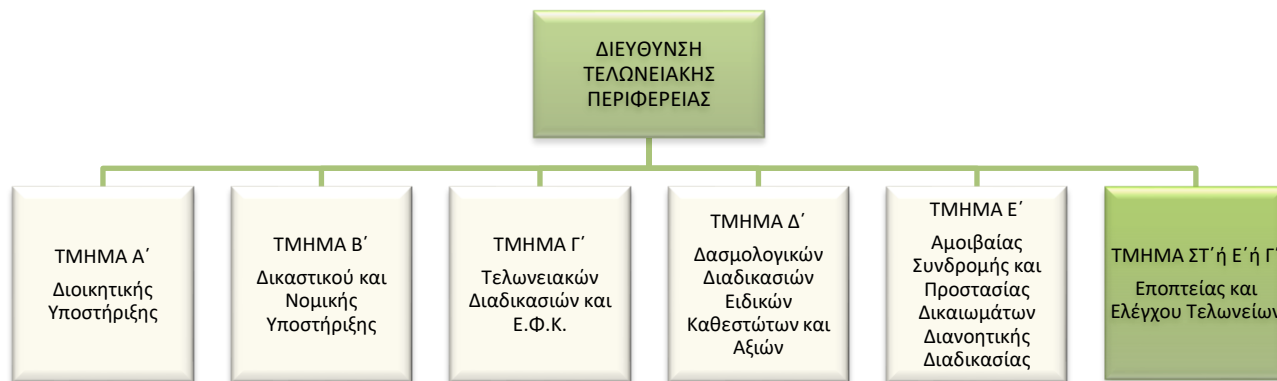 ΔΙΕΥΘΥΝΣΗ
ΤΕΛΩΝΕΙΑΚΗΣ
ΠΕΡΙΦΕΡΕΙΑΣ
ΤΜΗΜΑ Α΄
Διοικητικής
Υποστήριξης
ΤΜΗΜΑ Β΄
Δικαστικού και
Νομικής
Υποστήριξης
ΤΜΗΜΑ Γ΄
Τελωνειακών
Διαδικασιών και
Ε.Φ.Κ.
ΤΜΗΜΑ Δ΄
Δασμολογικών
Διαδικασιών
Ειδικών
Καθεστώτων και
Αξιών
ΤΜΗΜΑ Ε΄
Αμοιβαίας
Συνδρομής και
Προστασίας
Δικαιωμάτων
Διανοητικής
Διαδικασίας
ΤΜΗΜΑ ΣΤ΄ή Ε΄ή Γ΄
Εποπτείας και
Ελέγχου Τελωνείων